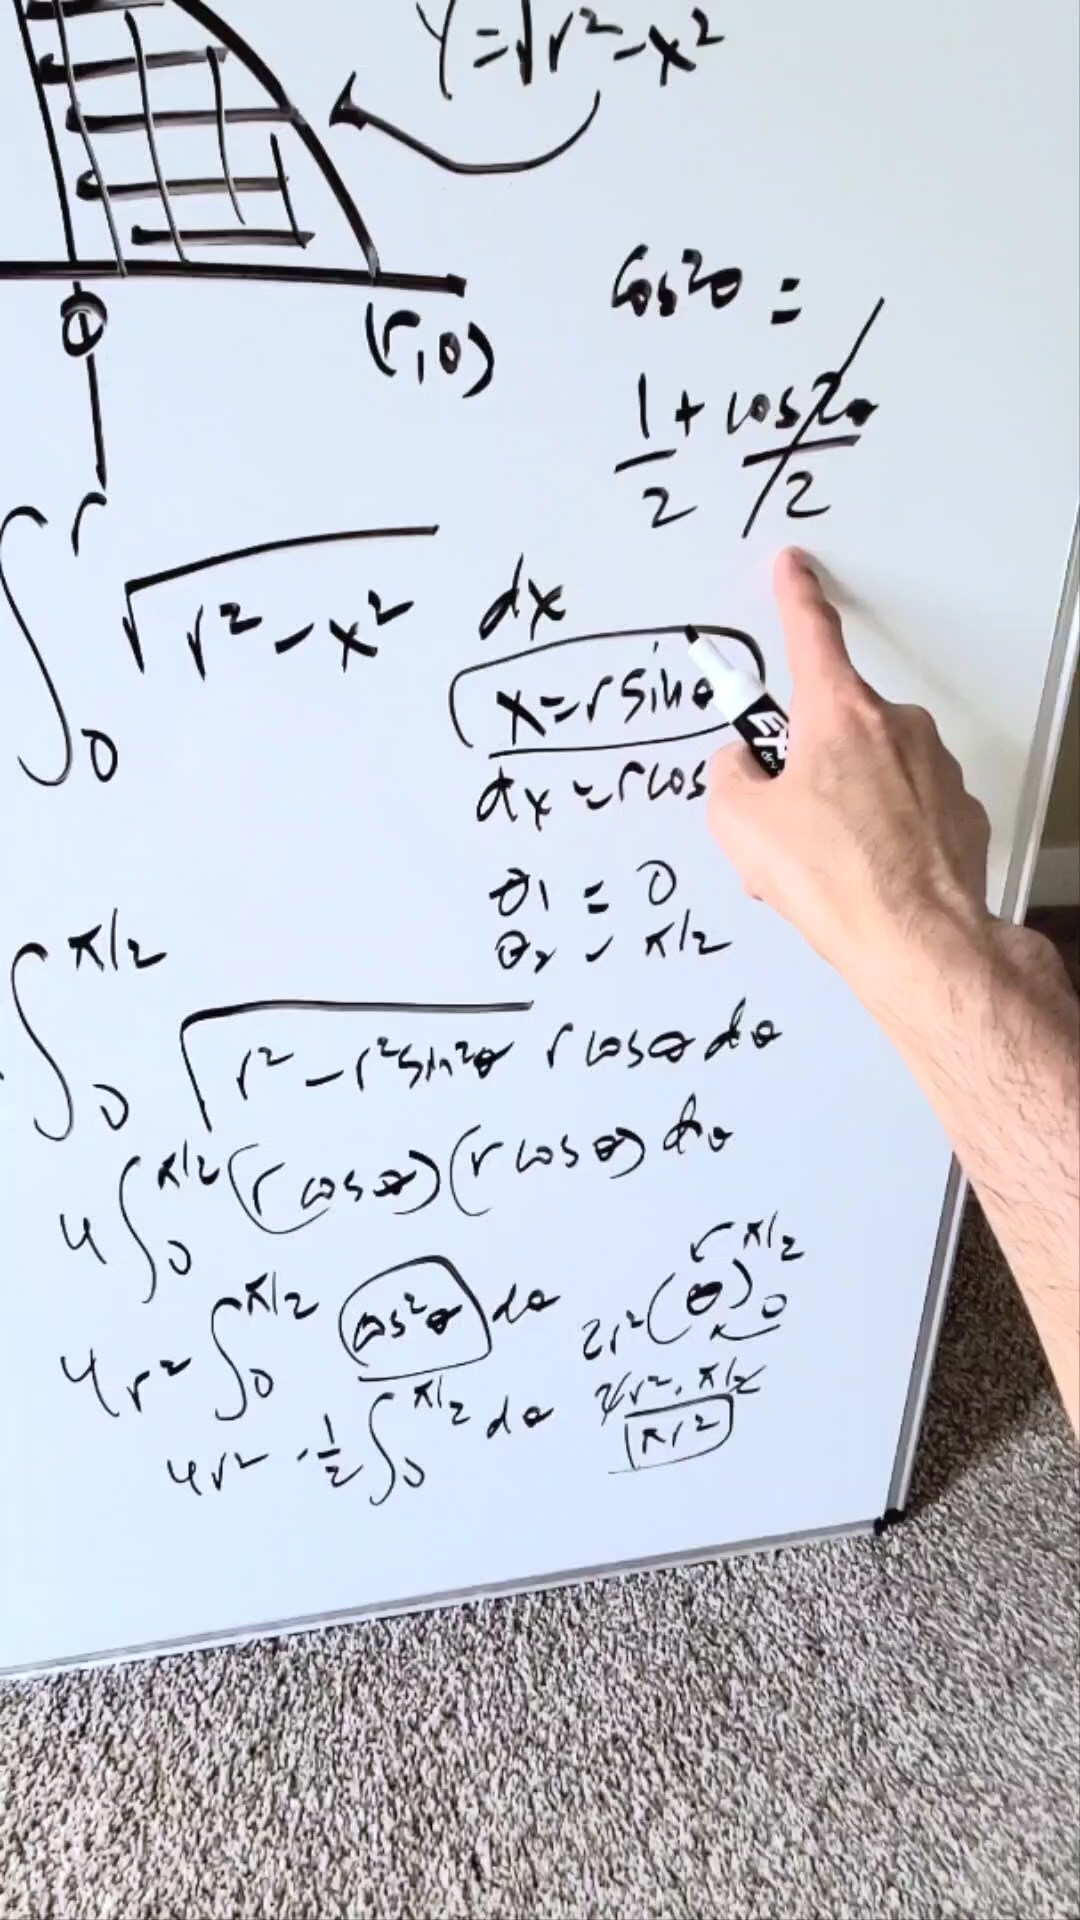 Y = √r² - x²
(r,0)
cos²θ =
1/2 + cos2θ/2
∫₀ʳ √r² - x² dx
x = r sinθ
dx = r cos
θ₁ = 0
θ₂ - π/2
∫₀^π/2 √r² - r²sin²θ r cosθ dθ
4 ∫₀^π/2 (r cosθ)(r cosθ) dθ
4r² ∫₀^π/2 cos²θ dθ
4r² · 1/2 ∫₀^π/2 dθ
2r² (θ)₀^π/2
2r² · π/2
πr²